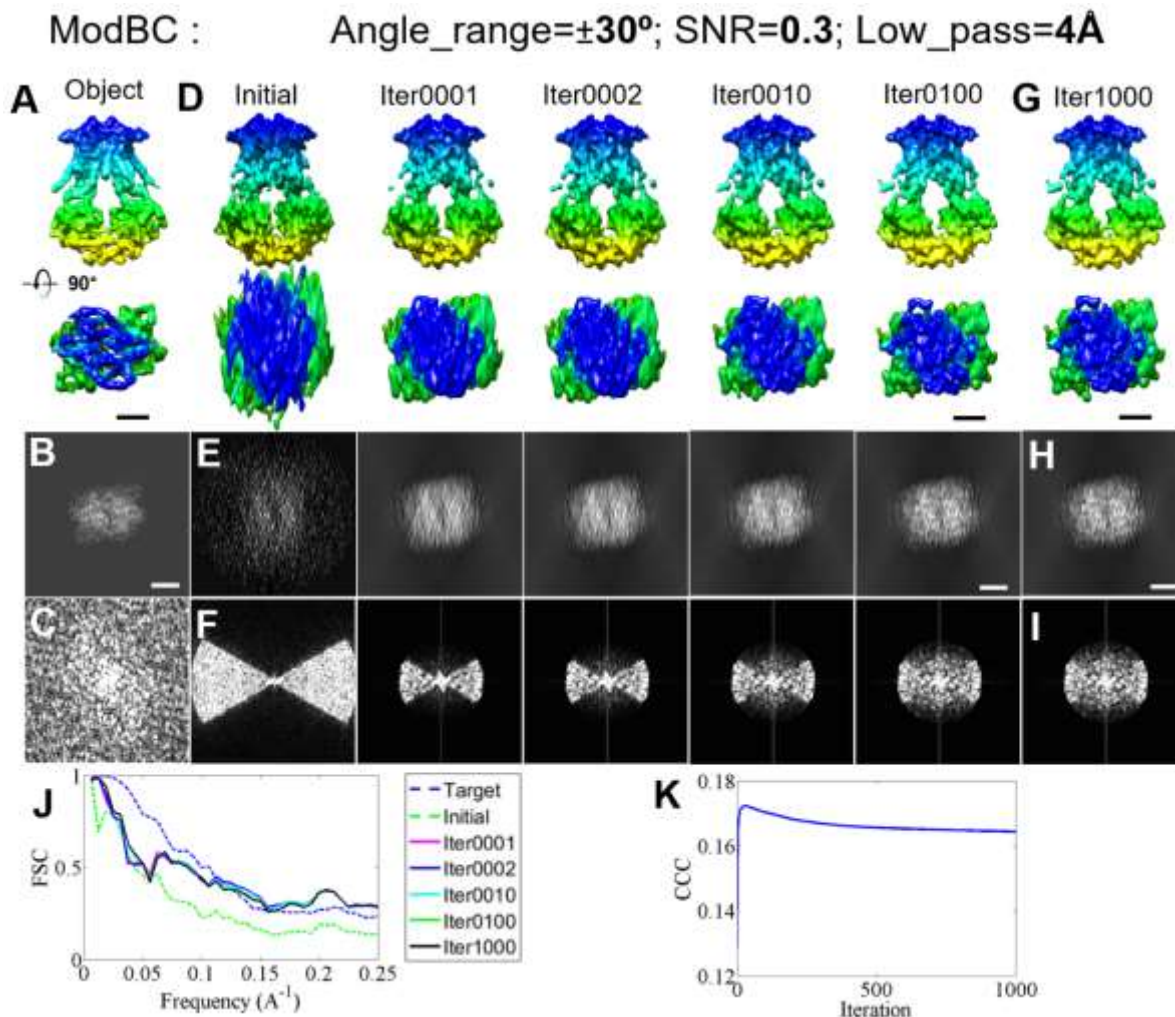 ModBC : Angle_range=±30º; SNR=0.3; Low_pass=4Å
A Object D Initial Iter0001 Iter0002 Iter0010 Iter0100 G Iter1000
90°
B E H
C F I
J
1
0.5
0
FSC
0 0.05 0.1 0.15 0.2 0.25
Frequency (A⁻¹)
Target
Initial
Iter0001
Iter0002
Iter0010
Iter0100
Iter1000
K
0.18
0.16
0.14
0.12
CCC
0 500 1000
Iteration